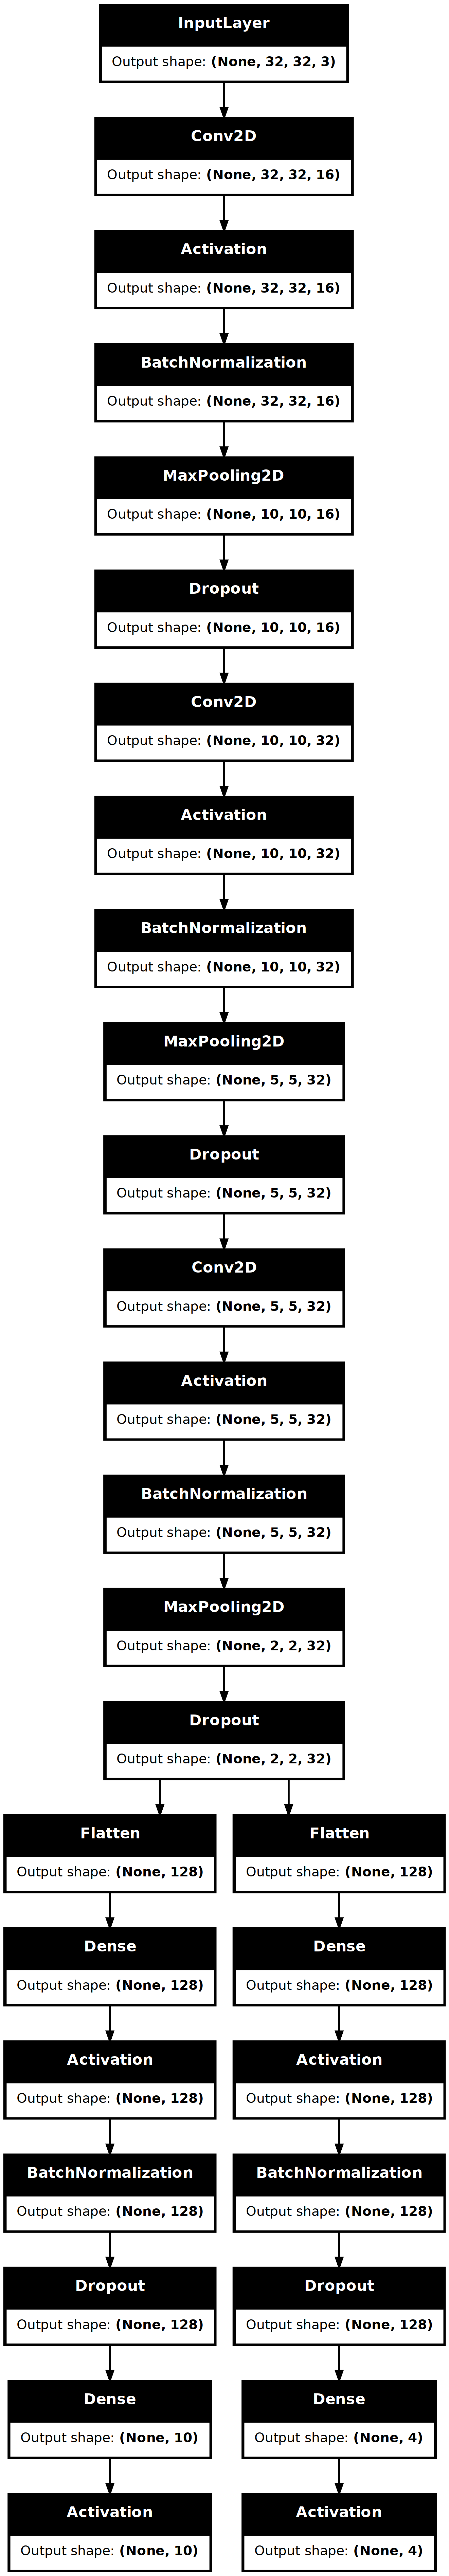 InputLayer
Output shape: (None, 32, 32, 3)
Conv2D
Output shape: (None, 32, 32, 16)
Activation
Output shape: (None, 32, 32, 16)
BatchNormalization
Output shape: (None, 32, 32, 16)
MaxPooling2D
Output shape: (None, 10, 10, 16)
Dropout
Output shape: (None, 10, 10, 16)
Conv2D
Output shape: (None, 10, 10, 32)
Activation
Output shape: (None, 10, 10, 32)
BatchNormalization
Output shape: (None, 10, 10, 32)
MaxPooling2D
Output shape: (None, 5, 5, 32)
Dropout
Output shape: (None, 5, 5, 32)
Conv2D
Output shape: (None, 5, 5, 32)
Activation
Output shape: (None, 5, 5, 32)
BatchNormalization
Output shape: (None, 5, 5, 32)
MaxPooling2D
Output shape: (None, 2, 2, 32)
Dropout
Output shape: (None, 2, 2, 32)
Flatten
Output shape: (None, 128)
Dense
Output shape: (None, 128)
Activation
Output shape: (None, 128)
BatchNormalization
Output shape: (None, 128)
Dropout
Output shape: (None, 128)
Dense
Output shape: (None, 10)
Activation
Output shape: (None, 10)
Flatten
Output shape: (None, 128)
Dense
Output shape: (None, 128)
Activation
Output shape: (None, 128)
BatchNormalization
Output shape: (None, 128)
Dropout
Output shape: (None, 128)
Dense
Output shape: (None, 4)
Activation
Output shape: (None, 4)